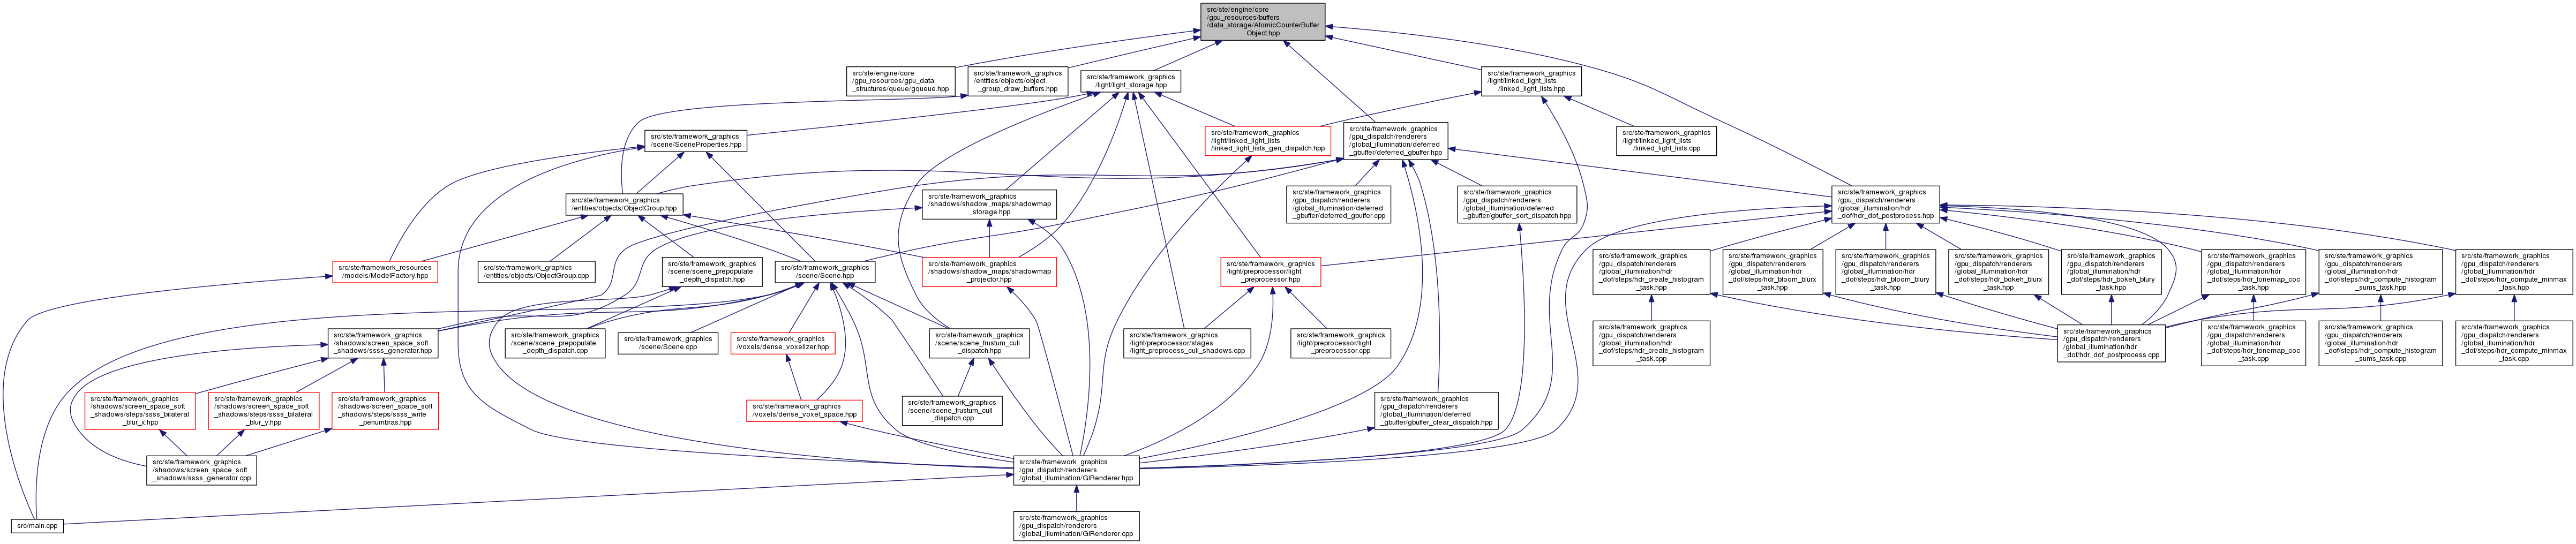 src/ste/engine/core
/gpu_resources/buffers
/data_storage/AtomicCounterBuffer
Object.hpp
src/ste/engine/core
/gpu_resources/gpu_data
_structures/queue/gqueue.hpp
src/ste/framework_graphics
/entities/objects/object
_group_draw_buffers.hpp
src/ste/framework_graphics
/light/light_storage.hpp
src/ste/framework_graphics
/light/linked_light_lists
/linked_light_lists.hpp
src/ste/framework_graphics
/scene/SceneProperties.hpp
src/ste/framework_graphics
/light/linked_light_lists
/linked_light_lists_gen_dispatch.hpp
src/ste/framework_graphics
/gpu_dispatch/renderers
/global_illumination/deferred
_gbuffer/deferred_gbuffer.hpp
src/ste/framework_graphics
/light/linked_light_lists
/linked_light_lists.cpp
src/ste/framework_graphics
/entities/objects/ObjectGroup.hpp
src/ste/framework_graphics
/shadows/shadow_maps/shadowmap
_storage.hpp
src/ste/framework_graphics
/gpu_dispatch/renderers
/global_illumination/deferred
_gbuffer/deferred_gbuffer.cpp
src/ste/framework_graphics
/gpu_dispatch/renderers
/global_illumination/deferred
_gbuffer/gbuffer_sort_dispatch.hpp
src/ste/framework_graphics
/gpu_dispatch/renderers
/global_illumination/hdr
_dof/hdr_dof_postprocess.hpp
src/ste/framework_resources
/models/ModelFactory.hpp
src/ste/framework_graphics
/entities/objects/ObjectGroup.cpp
src/ste/framework_graphics
/scene/scene_prepopulate
_depth_dispatch.hpp
src/ste/framework_graphics
/scene/Scene.hpp
src/ste/framework_graphics
/shadows/shadow_maps/shadowmap
_projector.hpp
src/ste/framework_graphics
/light/preprocessor/light
_preprocessor.hpp
src/ste/framework_graphics
/gpu_dispatch/renderers
/global_illumination/hdr
_dof/steps/hdr_create_histogram
_task.hpp
src/ste/framework_graphics
/gpu_dispatch/renderers
/global_illumination/hdr
_dof/steps/hdr_bloom_blurx
_task.hpp
src/ste/framework_graphics
/gpu_dispatch/renderers
/global_illumination/hdr
_dof/steps/hdr_bloom_blury
_task.hpp
src/ste/framework_graphics
/gpu_dispatch/renderers
/global_illumination/hdr
_dof/steps/hdr_bokeh_blurx
_task.hpp
src/ste/framework_graphics
/gpu_dispatch/renderers
/global_illumination/hdr
_dof/steps/hdr_bokeh_blury
_task.hpp
src/ste/framework_graphics
/gpu_dispatch/renderers
/global_illumination/hdr
_dof/steps/hdr_tonemap_coc
_task.hpp
src/ste/framework_graphics
/gpu_dispatch/renderers
/global_illumination/hdr
_dof/steps/hdr_compute_histogram
_sums_task.hpp
src/ste/framework_graphics
/gpu_dispatch/renderers
/global_illumination/hdr
_dof/steps/hdr_compute_minmax
_task.hpp
src/ste/framework_graphics
/shadows/screen_space_soft
_shadows/ssss_generator.hpp
src/ste/framework_graphics
/scene/scene_prepopulate
_depth_dispatch.cpp
src/ste/framework_graphics
/scene/Scene.cpp
src/ste/framework_graphics
/voxels/dense_voxelizer.hpp
src/ste/framework_graphics
/scene/scene_frustum_cull
_dispatch.hpp
src/ste/framework_graphics
/light/preprocessor/stages
/light_preprocess_cull_shadows.cpp
src/ste/framework_graphics
/light/preprocessor/light
_preprocessor.cpp
src/ste/framework_graphics
/gpu_dispatch/renderers
/global_illumination/hdr
_dof/steps/hdr_create_histogram
_task.cpp
src/ste/framework_graphics
/gpu_dispatch/renderers
/global_illumination/hdr
_dof/hdr_dof_postprocess.cpp
src/ste/framework_graphics
/gpu_dispatch/renderers
/global_illumination/hdr
_dof/steps/hdr_tonemap_coc
_task.cpp
src/ste/framework_graphics
/gpu_dispatch/renderers
/global_illumination/hdr
_dof/steps/hdr_compute_histogram
_sums_task.cpp
src/ste/framework_graphics
/gpu_dispatch/renderers
/global_illumination/hdr
_dof/steps/hdr_compute_minmax
_task.cpp
src/ste/framework_graphics
/shadows/screen_space_soft
_shadows/steps/ssss_bilateral
_blur_x.hpp
src/ste/framework_graphics
/shadows/screen_space_soft
_shadows/steps/ssss_bilateral
_blur_y.hpp
src/ste/framework_graphics
/shadows/screen_space_soft
_shadows/steps/ssss_write
_penumbras.hpp
src/ste/framework_graphics
/voxels/dense_voxel_space.hpp
src/ste/framework_graphics
/scene/scene_frustum_cull
_dispatch.cpp
src/ste/framework_graphics
/gpu_dispatch/renderers
/global_illumination/deferred
_gbuffer/gbuffer_clear_dispatch.hpp
src/ste/framework_graphics
/shadows/screen_space_soft
_shadows/ssss_generator.cpp
src/ste/framework_graphics
/gpu_dispatch/renderers
/global_illumination/GIRenderer.hpp
src/main.cpp
src/ste/framework_graphics
/gpu_dispatch/renderers
/global_illumination/GIRenderer.cpp